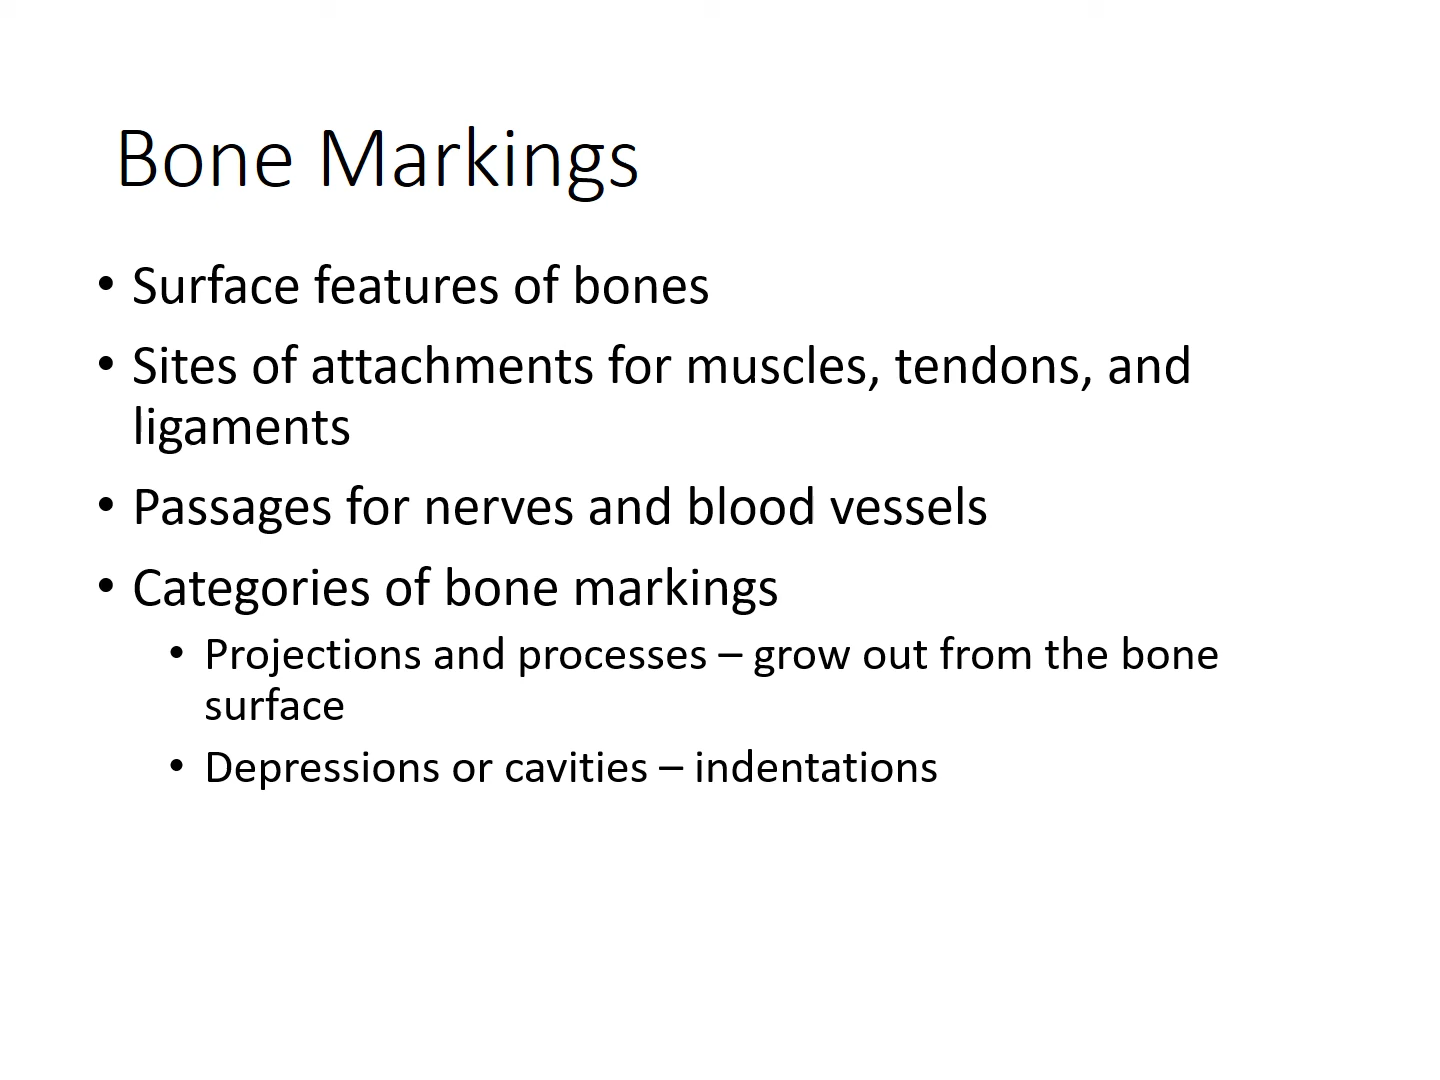 Bone Markings
• Surface features of bones
• Sites of attachments for muscles, tendons, and
ligaments
• Passages for nerves and blood vessels
• Categories of bone markings
• Projections and processes – grow out from the bone
surface
• Depressions or cavities – indentations